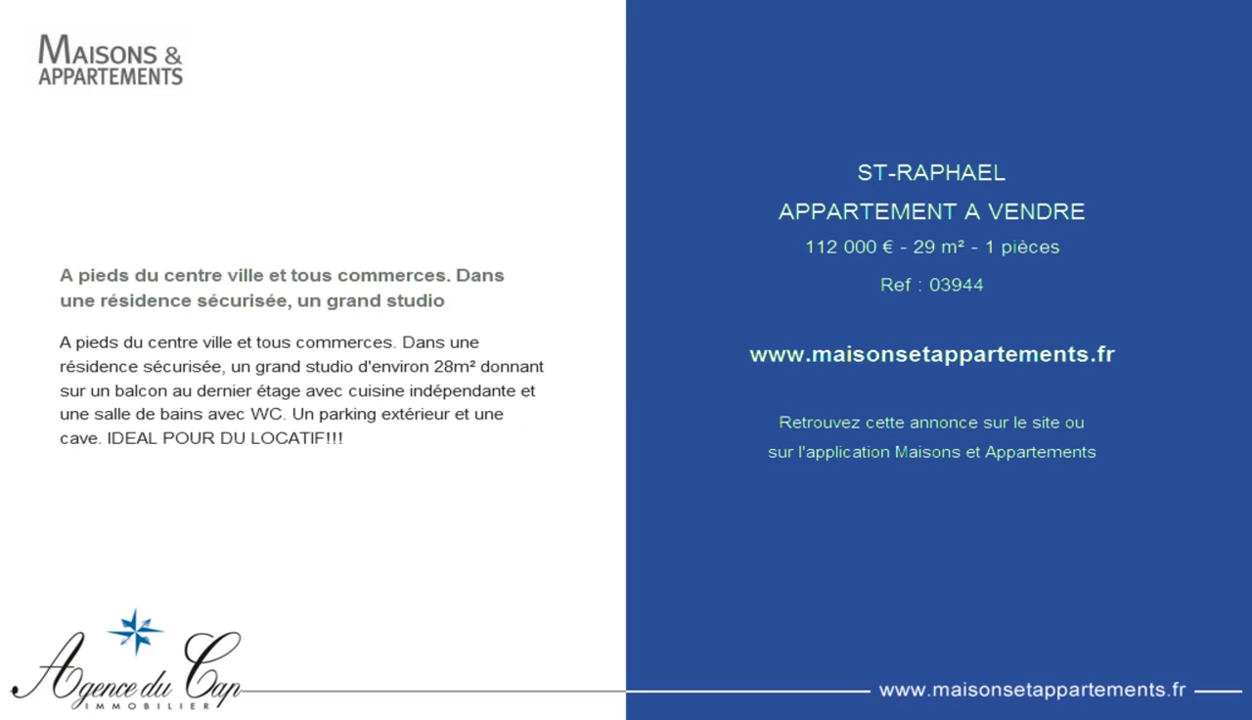 MAISONS &
APPARTEMENTS
A pieds du centre ville et tous commerces. Dans
une résidence sécurisée, un grand studio
A pieds du centre ville et tous commerces. Dans une
résidence sécurisée, un grand studio d'environ 28m² donnant
sur un balcon au dernier étage avec cuisine indépendante et
une salle de bains avec WC. Un parking extérieur et une
cave. IDEAL POUR DU LOCATIF!!!
Agence du Cap
IMMOBILIER
ST-RAPHAEL
APPARTEMENT A VENDRE
112 000 € - 29 m² - 1 pièces
Ref : 03944
www.maisonsetappartements.fr
Retrouvez cette annonce sur le site ou
sur l'application Maisons et Appartements
www.maisonsetappartements.fr